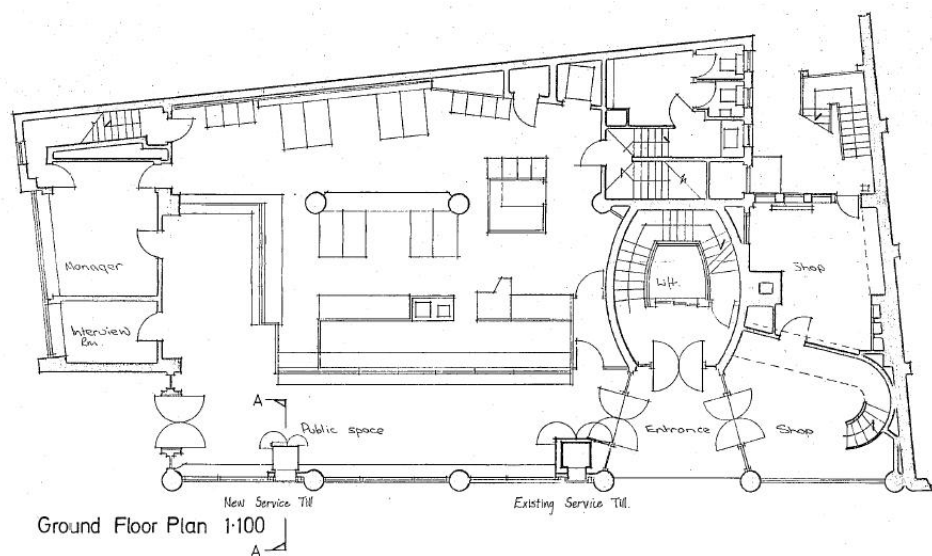 Manager
Interview
Rm.
Lift.
Shop
A
Public space
Entrance
Shop
New Service Till
Existing Service Till.
Ground Floor Plan 1·100
A